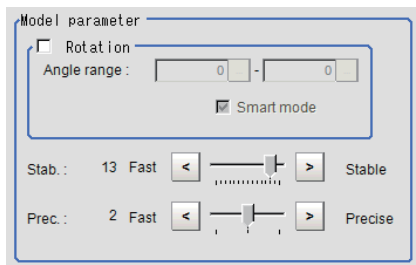 Model parameter
Rotation
Angle range : 0 ... - 0 ...
Smart mode
Stab. : 13 Fast < > Stable
Prec. : 2 Fast < > Precise